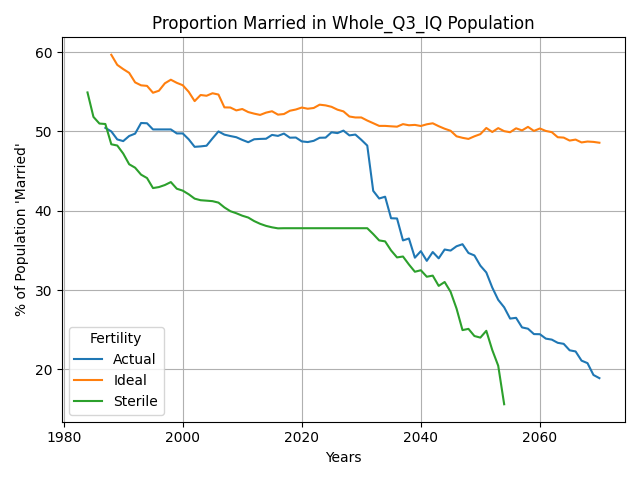 Proportion Married in Whole_Q3_IQ Population
% of Population 'Married'
60
50
40
30
20
Fertility
Actual
Ideal
Sterile
1980
2000
2020
2040
2060
Years